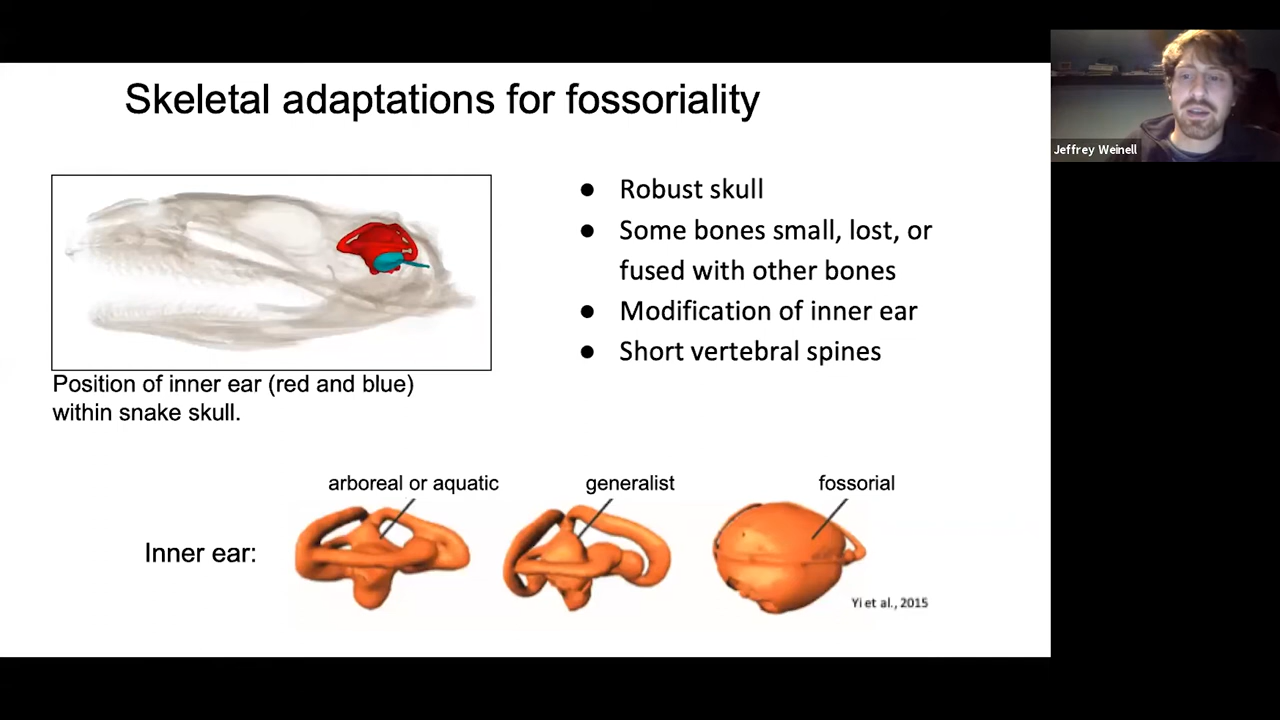 Skeletal adaptations for fossoriality
Jeffrey Weinell
● Robust skull
● Some bones small, lost, or
fused with other bones
● Modification of inner ear
● Short vertebral spines
Position of inner ear (red and blue)
within snake skull.
arboreal or aquatic
generalist
fossorial
Inner ear:
Yi et al., 2015